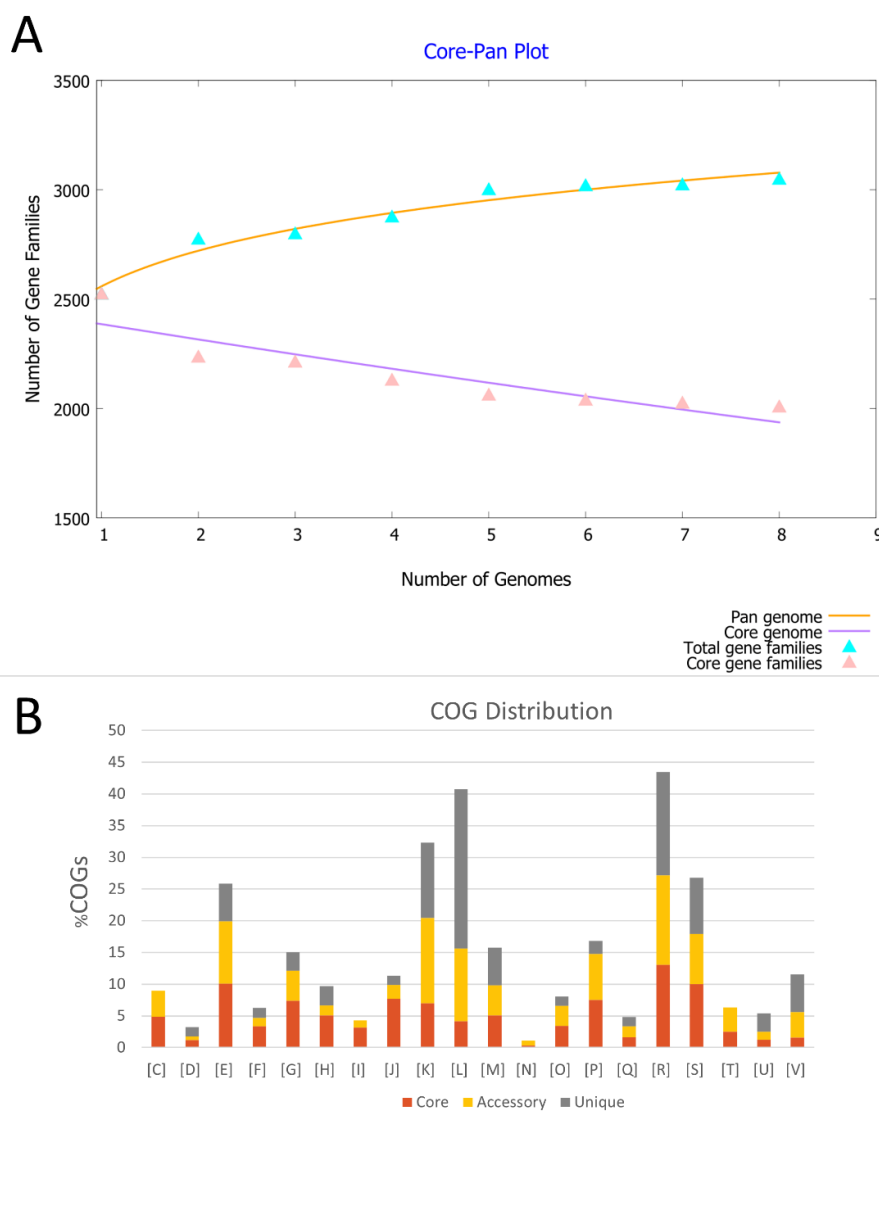 A
Core-Pan Plot
3500
3000
2500
2000
1500
Number of Gene Families
1 2 3 4 5 6 7 8 9
Number of Genomes
Pan genome
Core genome
Total gene families
Core gene families
B
COG Distribution
50
45
40
35
30
25
20
15
10
5
0
%COGs
[C] [D] [E] [F] [G] [H] [I] [J] [K] [L] [M] [N] [O] [P] [Q] [R] [S] [T] [U] [V]
Core Accessory Unique